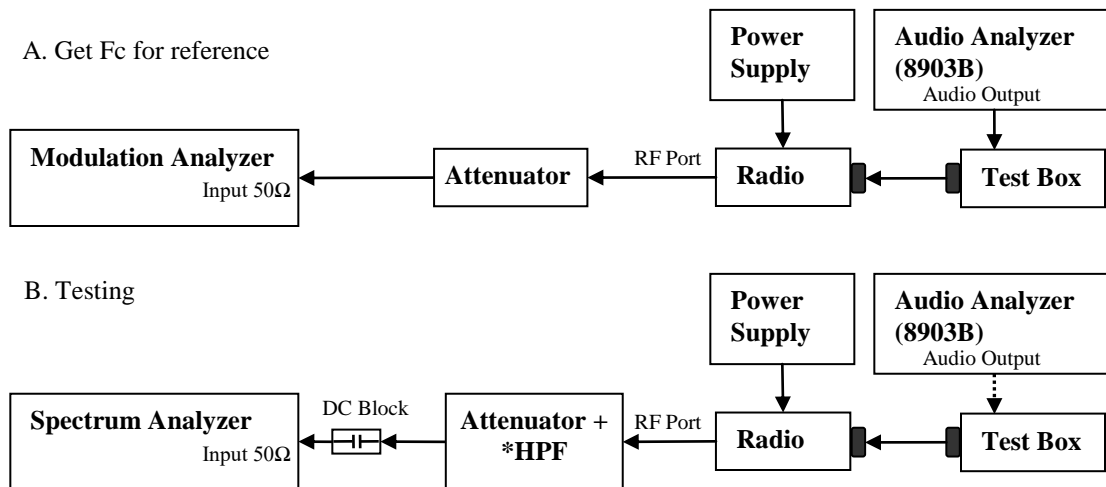 A. Get Fc for reference
Power
Supply
Audio Analyzer
(8903B)
Audio Output
Modulation Analyzer
Input 50Ω
Attenuator
RF Port
Radio
Test Box
B. Testing
Power
Supply
Audio Analyzer
(8903B)
Audio Output
Spectrum Analyzer
Input 50Ω
DC Block
Attenuator +
*HPF
RF Port
Radio
Test Box